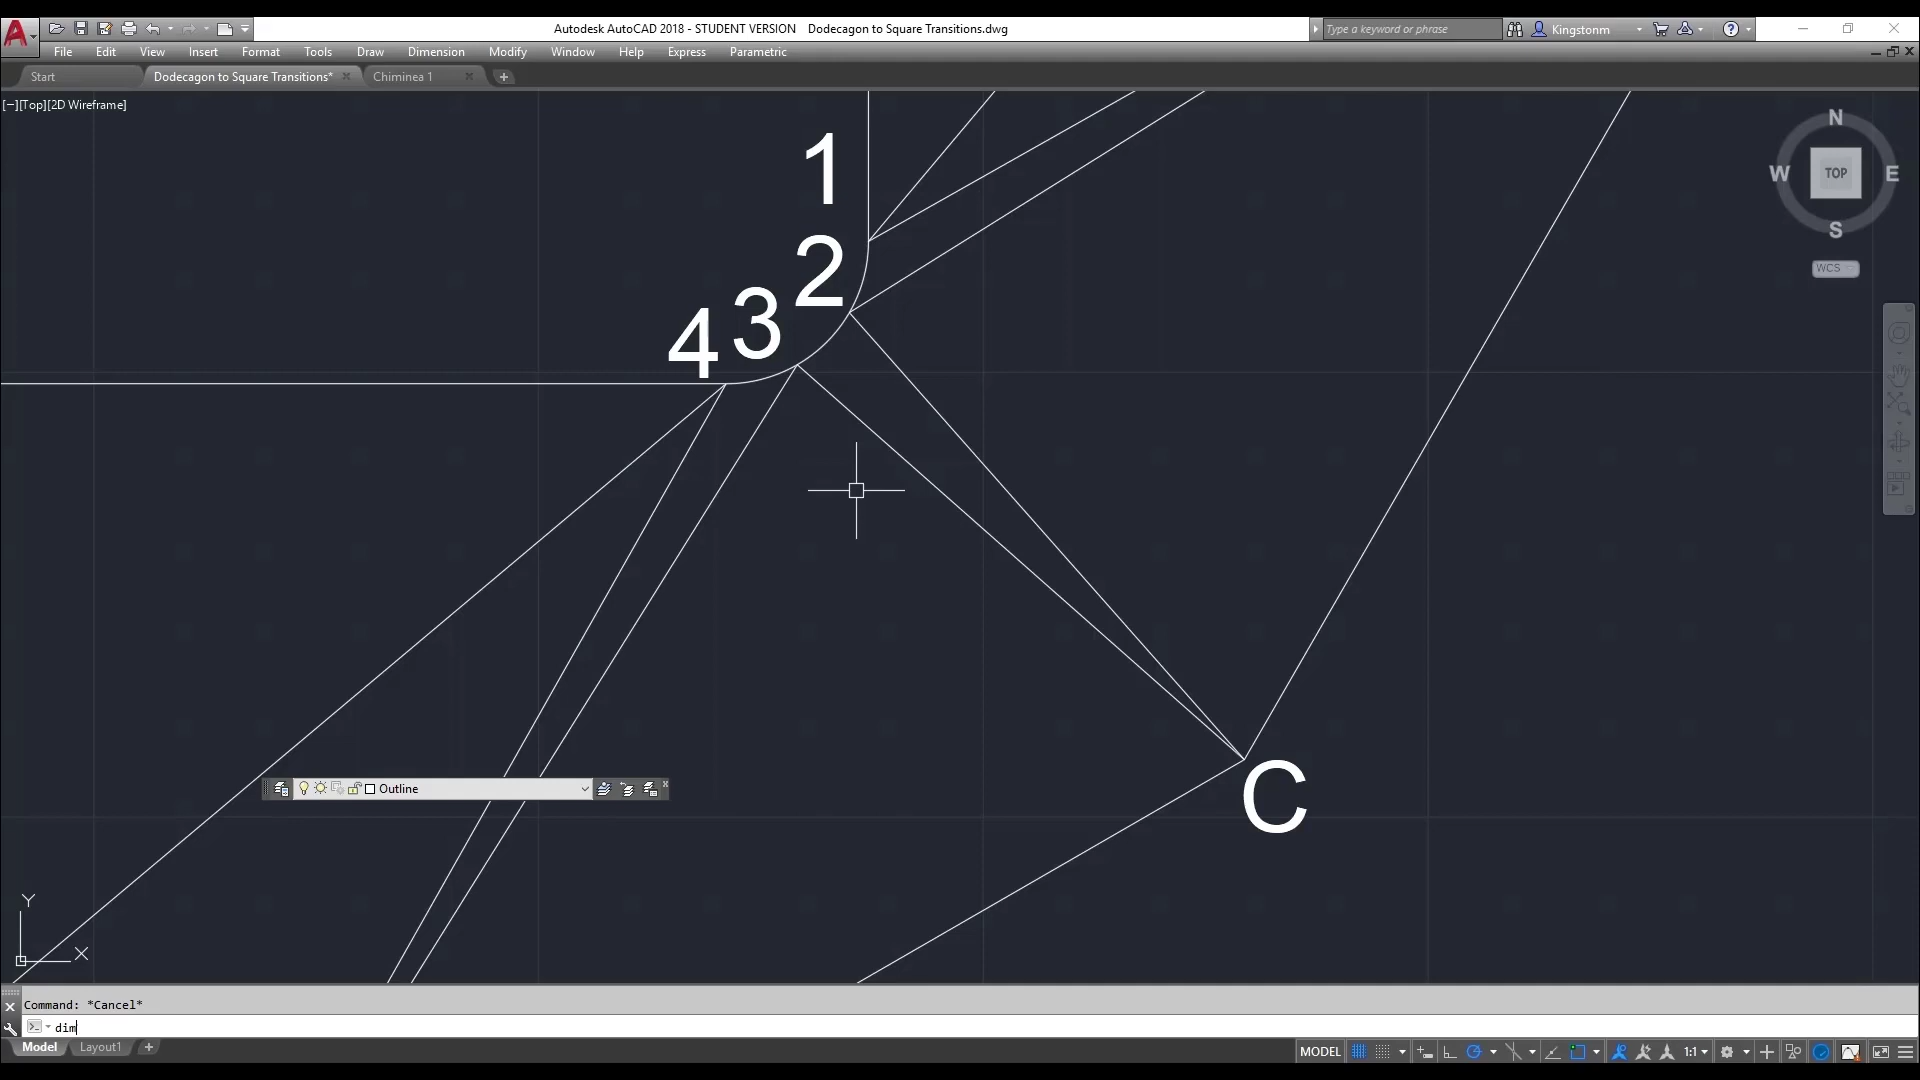 Autodesk AutoCAD 2018 - STUDENT VERSION Dodecagon to Square Transitions.dwg
Type a keyword or phrase
Kingstonm
File Edit View Insert Format Tools Draw Dimension Modify Window Help Express Parametric
Start Dodecagon to Square Transitions* Chiminea 1
[−][Top][2D Wireframe]
N
W TOP E
S
WCS
1
2
3
4
C
Outline
Y
X
Command: *Cancel*
dim
Model Layout1
MODEL 1:1